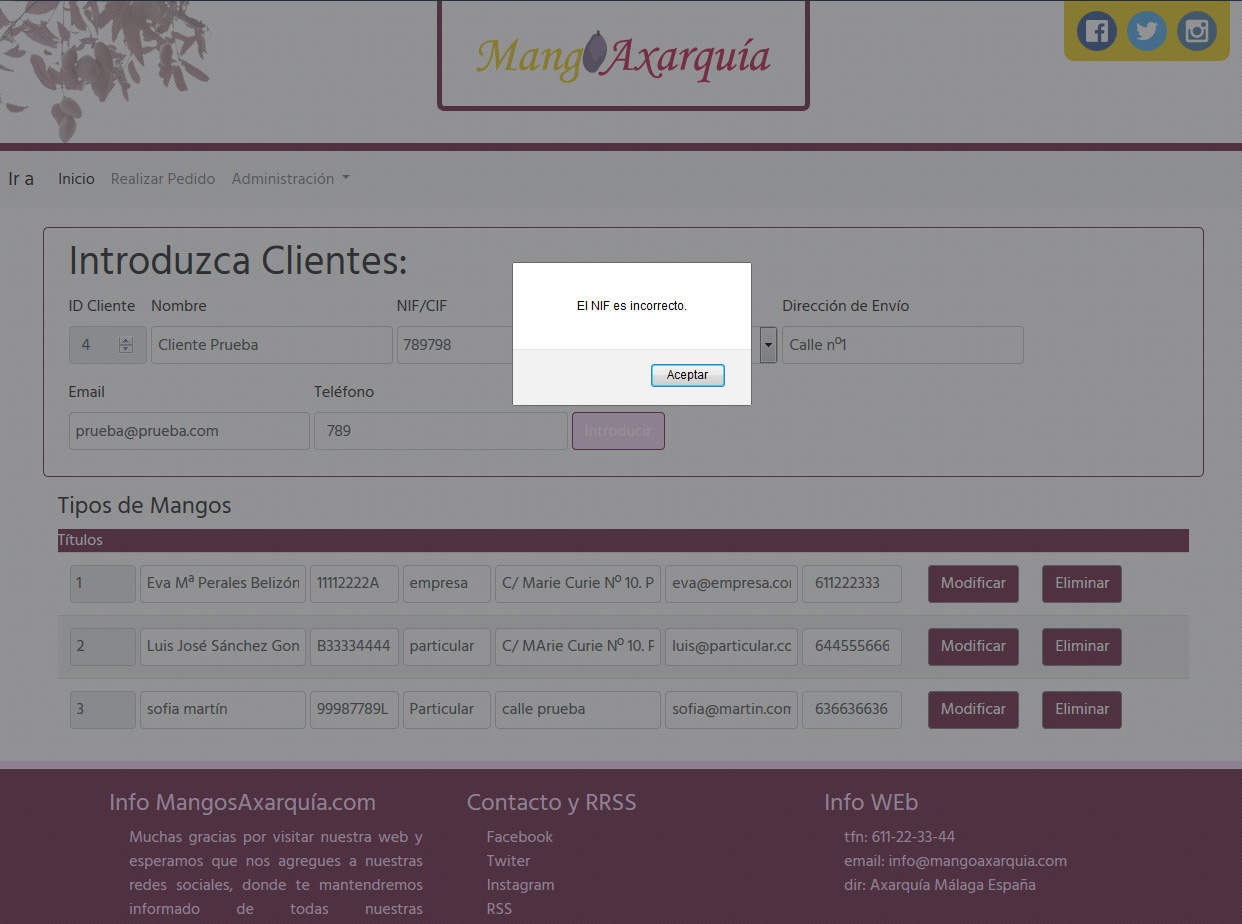 MangoAxarquía
Ir a Inicio Realizar Pedido Administración
Introduzca Clientes:
ID Cliente Nombre NIF/CIF Dirección de Envío
4 Cliente Prueba 789798 Calle nº1
El NIF es incorrecto.
Aceptar
Email Teléfono
prueba@prueba.com 789 Introducir
Tipos de Mangos
Títulos
1 Eva Mª Perales Belizón 11112222A empresa C/ Marie Curie Nº 10. P eva@empresa.co 611222333 Modificar Eliminar
2 Luis José Sánchez Gon B33334444 particular C/ MArie Curie Nº 10. P luis@particular.cc 644555666 Modificar Eliminar
3 sofia martín 99987789L Particular calle prueba sofia@martin.com 636636636 Modificar Eliminar
Info MangosAxarquía.com
Muchas gracias por visitar nuestra web y
esperamos que nos agregues a nuestras
redes sociales, donde te mantendremos
informado de todas nuestras
Contacto y RRSS
Facebook
Twiter
Instagram
RSS
Info WEb
tfn: 611-22-33-44
email: info@mangoaxarquia.com
dir: Axarquía Málaga España